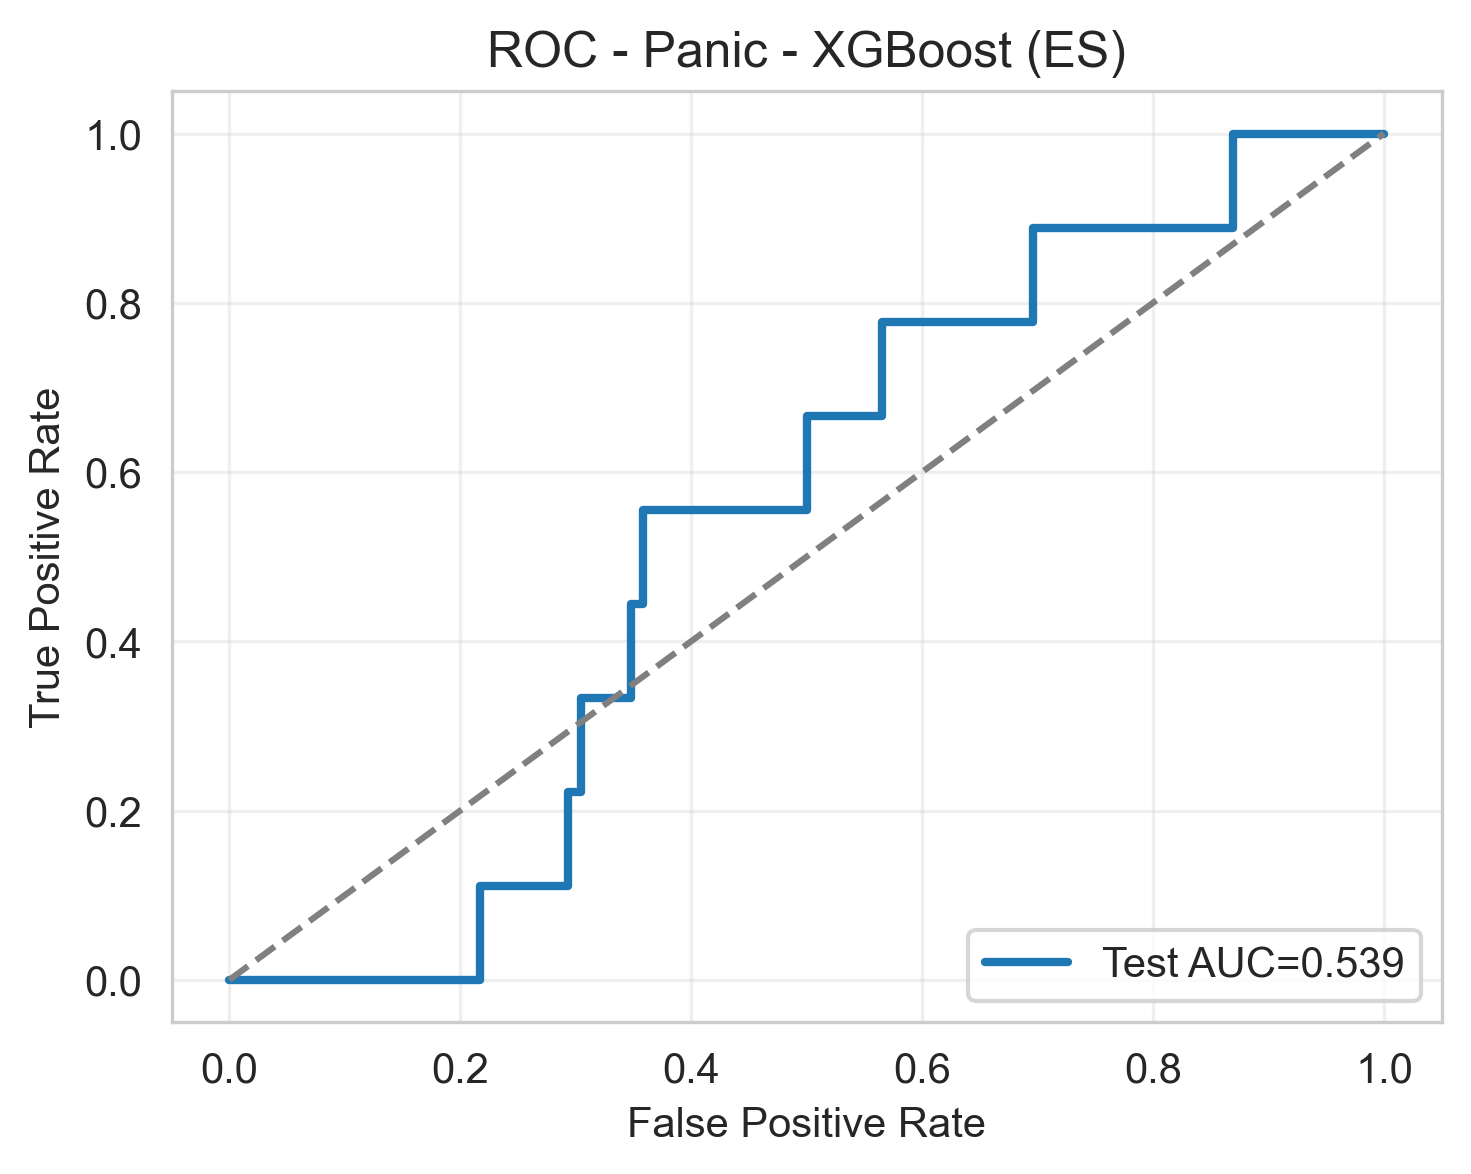 ROC - Panic - XGBoost (ES)
True Positive Rate
1.0
0.8
0.6
0.4
0.2
0.0
Test AUC=0.539
0.0 0.2 0.4 0.6 0.8 1.0
False Positive Rate